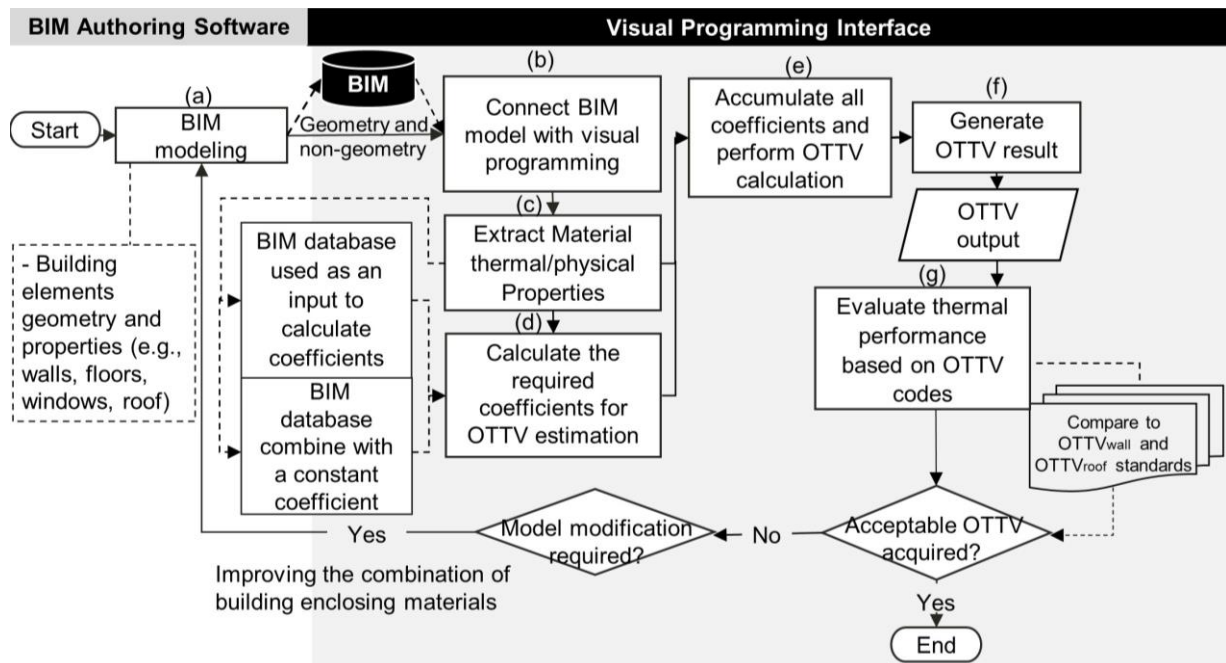 BIM Authoring Software
Visual Programming Interface
Start
(a)
BIM
modeling
BIM
Geometry and
non-geometry
(b)
Connect BIM
model with visual
programming
(e)
Accumulate all
coefficients and
perform OTTV
calculation
(f)
Generate
OTTV result
OTTV
output
- Building
elements
geometry and
properties (e.g.,
walls, floors,
windows, roof)
BIM database
used as an
input to
calculate
coefficients
BIM
database
combine with
a constant
coefficient
(c)
Extract Material
thermal/physical
Properties
(d)
Calculate the
required
coefficients for
OTTV estimation
(g)
Evaluate thermal
performance
based on OTTV
codes
Compare to
OTTVwall and
OTTVroof standards
Acceptable OTTV
acquired?
No
Model modification
required?
Yes
Improving the combination of
building enclosing materials
Yes
End